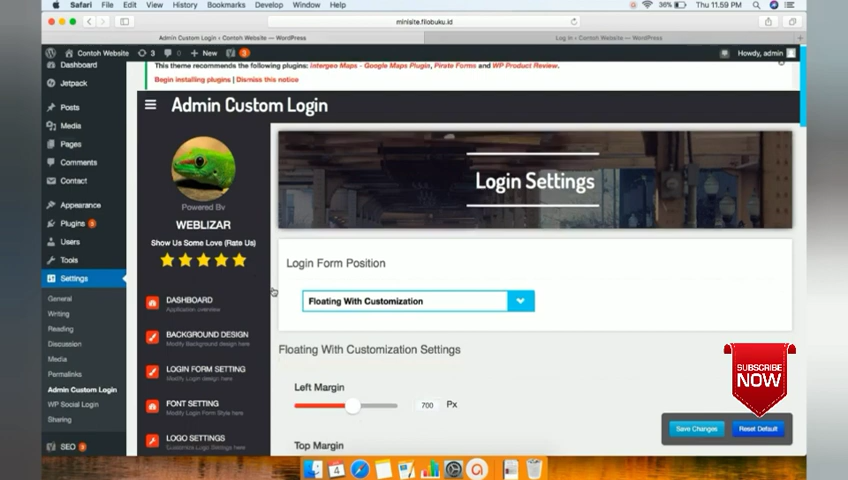 Safari File Edit View History Bookmarks Develop Window Help
36% Thu 11.59 PM
minisite.filobuku.id
Admin Custom Login ‹ Contoh Website — WordPress
Log In ‹ Contoh Website — WordPress
Contoh Website 3 0 + New 3
Howdy, admin
This theme recommends the following plugins: Intergeo Maps - Google Maps Plugin, Pirate Forms and WP Product Review.
Begin installing plugins | Dismiss this notice
Dashboard
Jetpack
Posts
Media
Pages
Comments
Contact
Appearance
Plugins 3
Users
Tools
Settings
General
Writing
Reading
Discussion
Media
Permalinks
Admin Custom Login
WP Social Login
Sharing
SEO 3
Admin Custom Login
Powered By
WEBLIZAR
Show Us Some Love (Rate Us)
DASHBOARD
Application overview
BACKGROUND DESIGN
Modify Background design here
LOGIN FORM SETTING
Modify Login design here
FONT SETTING
Modify Login Form Style here
LOGO SETTINGS
Customize Logo Settings here
Login Settings
Login Form Position
Floating With Customization
Floating With Customization Settings
Left Margin
700 Px
Top Margin
Save Changes
Reset Default
SUBSCRIBE
NOW
4